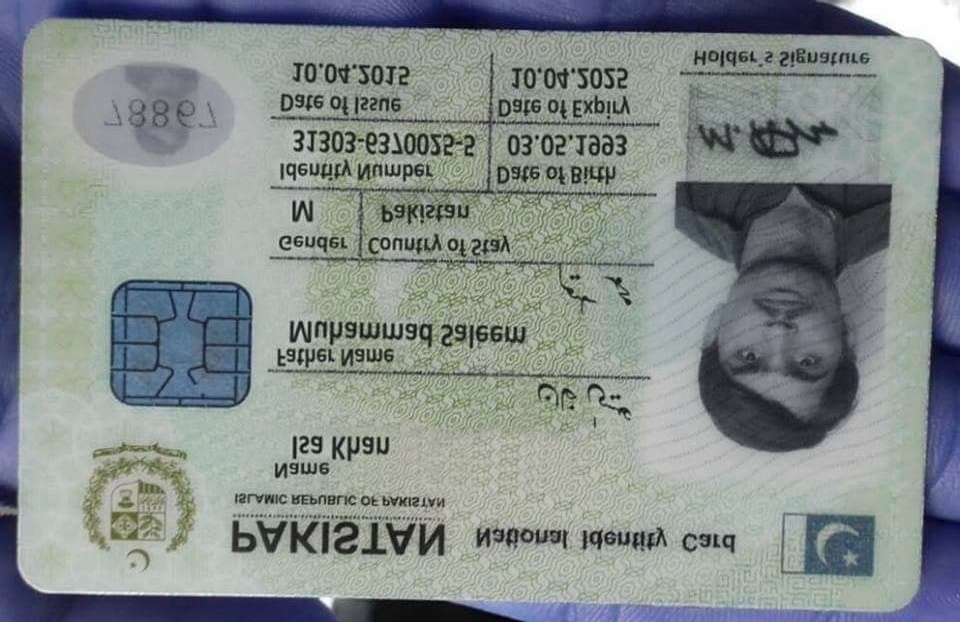 PAKISTAN National Identity Card
ISLAMIC REPUBLIC OF PAKISTAN
Name
Isa Khan
عیسیٰ خان
Father Name
Muhammad Saleem
محمد سلیم
Gender Country of Stay
M Pakistan
Identity Number Date of Birth
31303-6370025-5 03.05.1993
Date of Issue Date of Expiry
10.04.2015 10.04.2025
78867
Holder's Signature